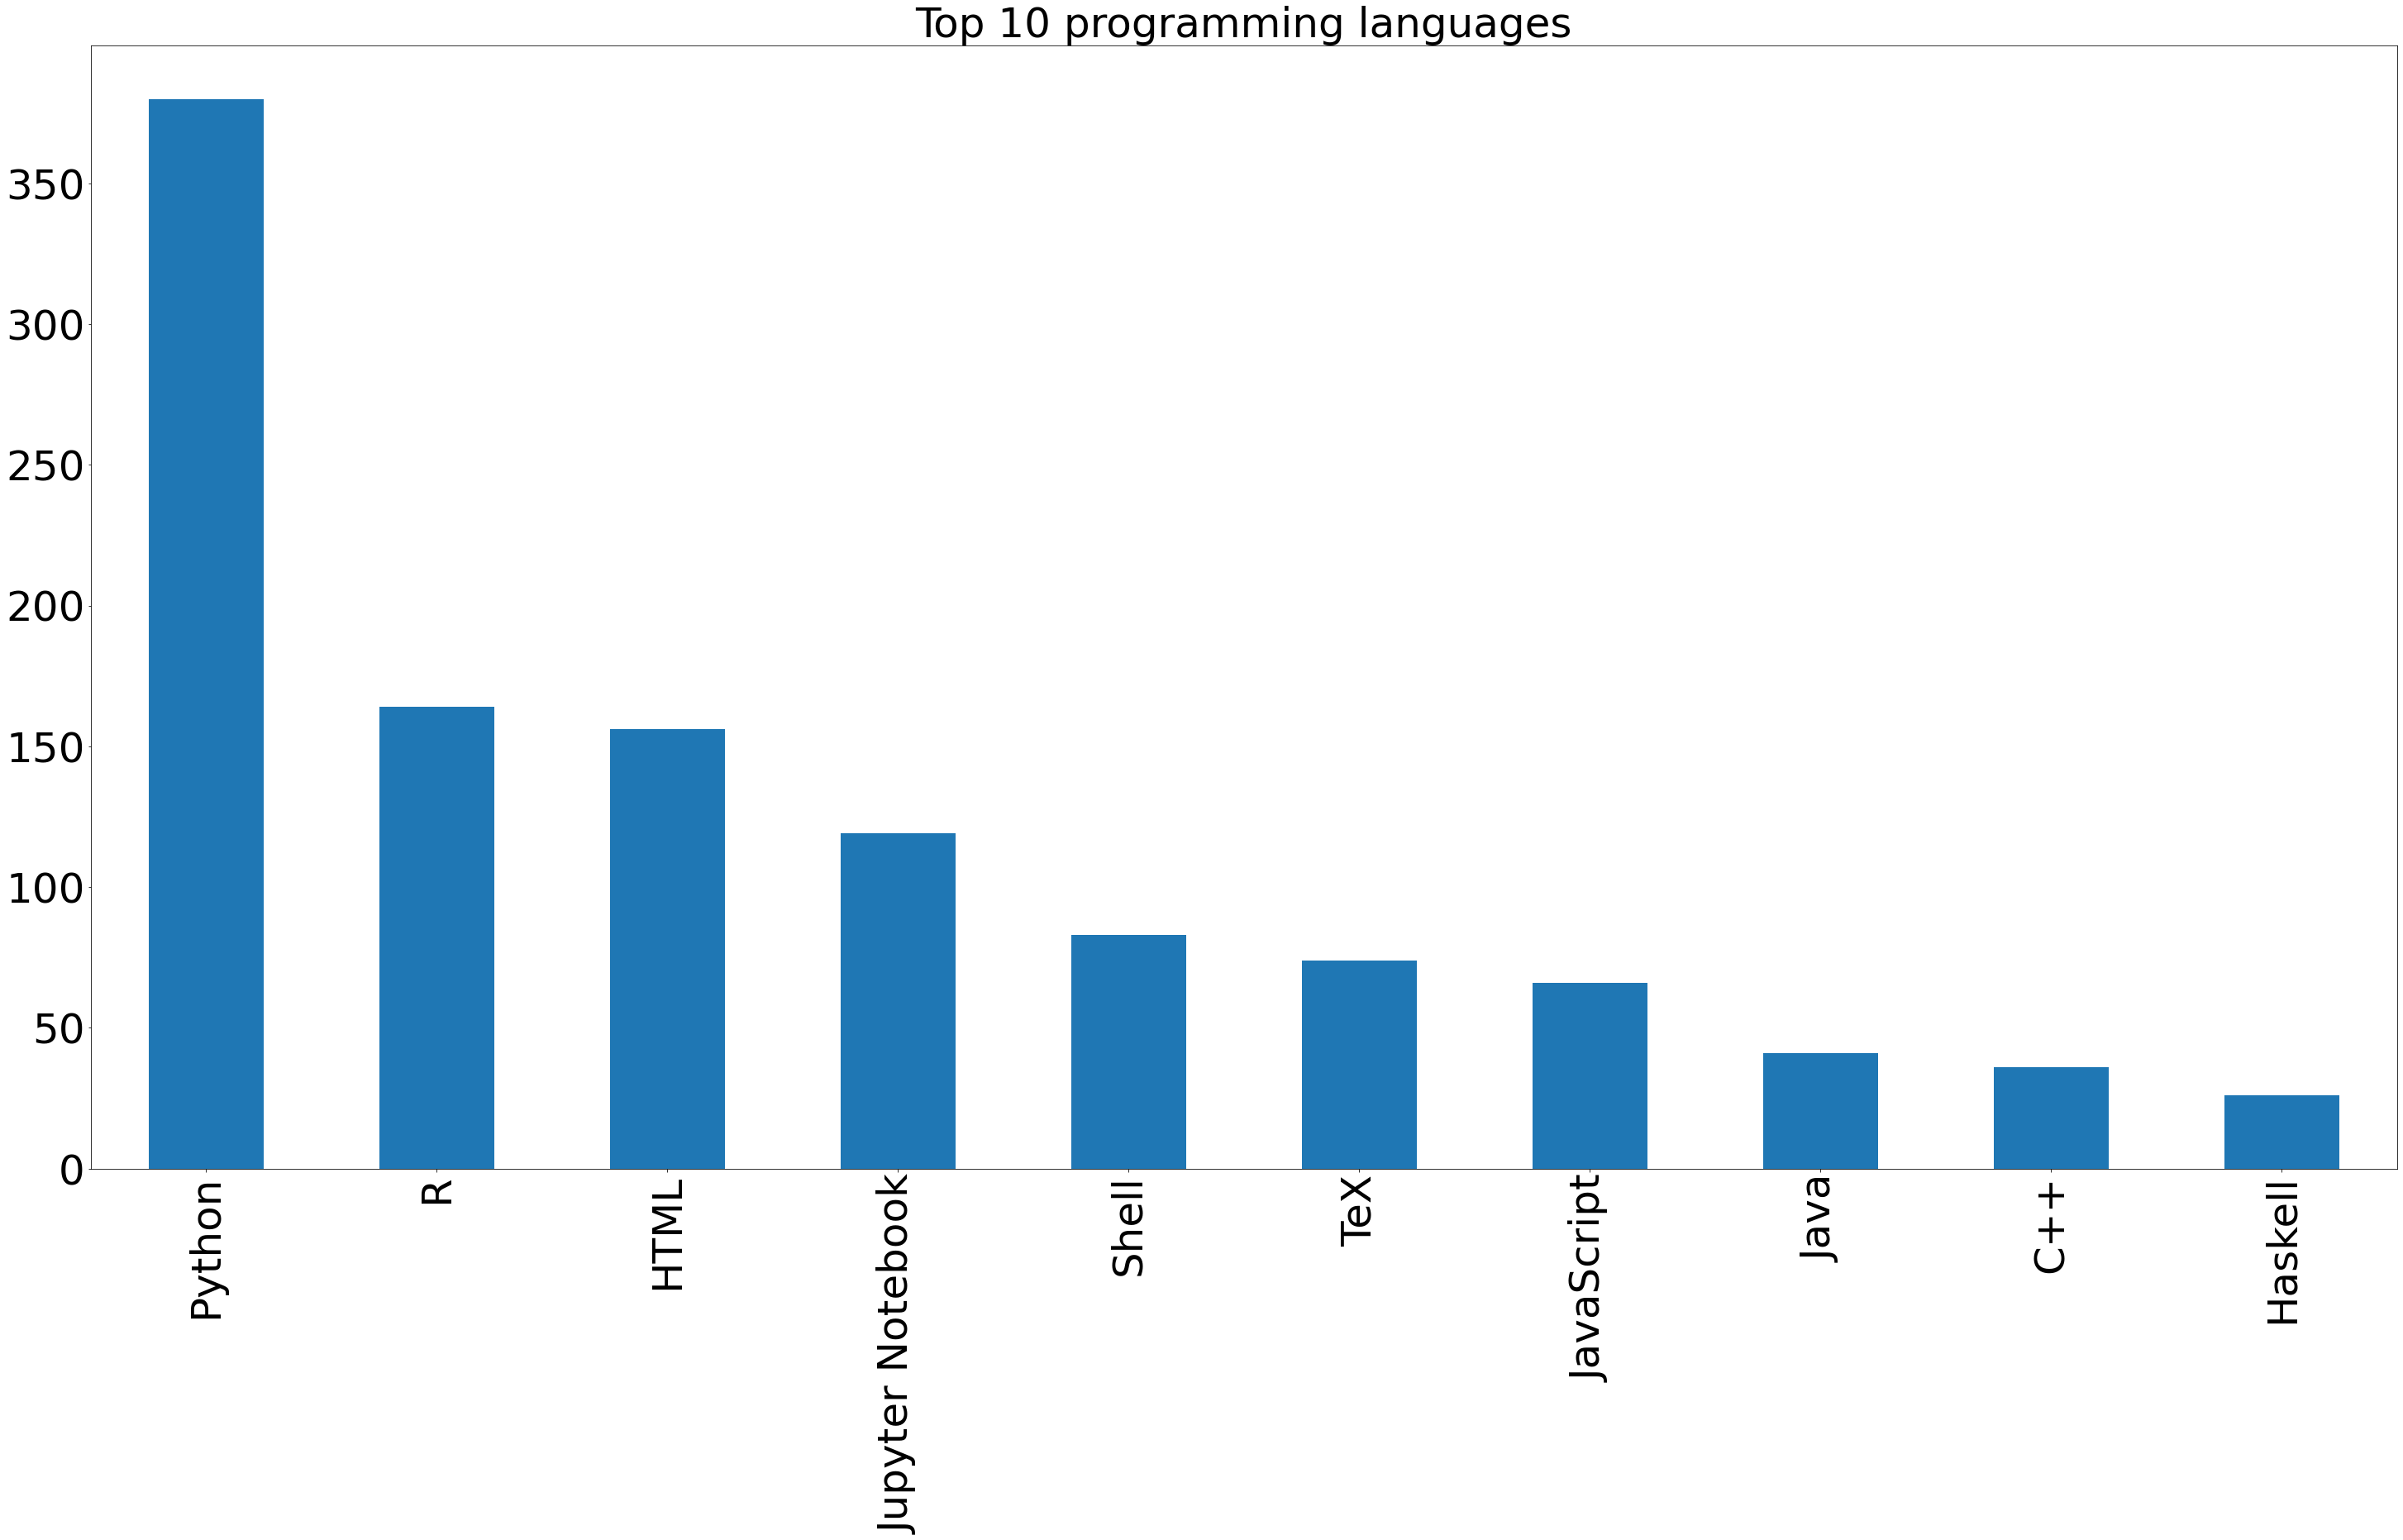 Top 10 programming languages
350
300
250
200
150
100
50
0
Python
R
HTML
Jupyter Notebook
Shell
TeX
JavaScript
Java
C++
Haskell